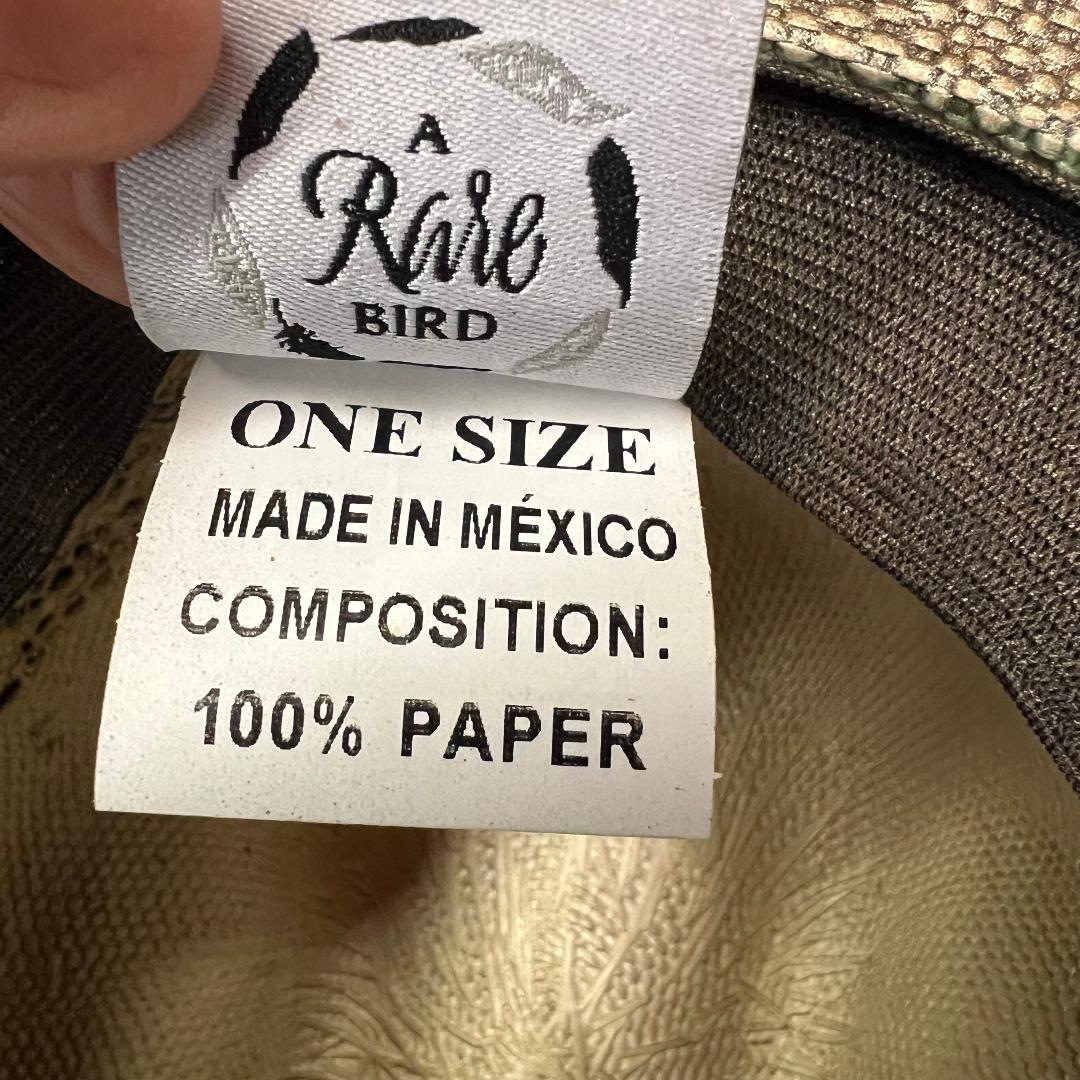 A
Rare
BIRD
ONE SIZE
MADE IN MÉXICO
COMPOSITION:
100% PAPER